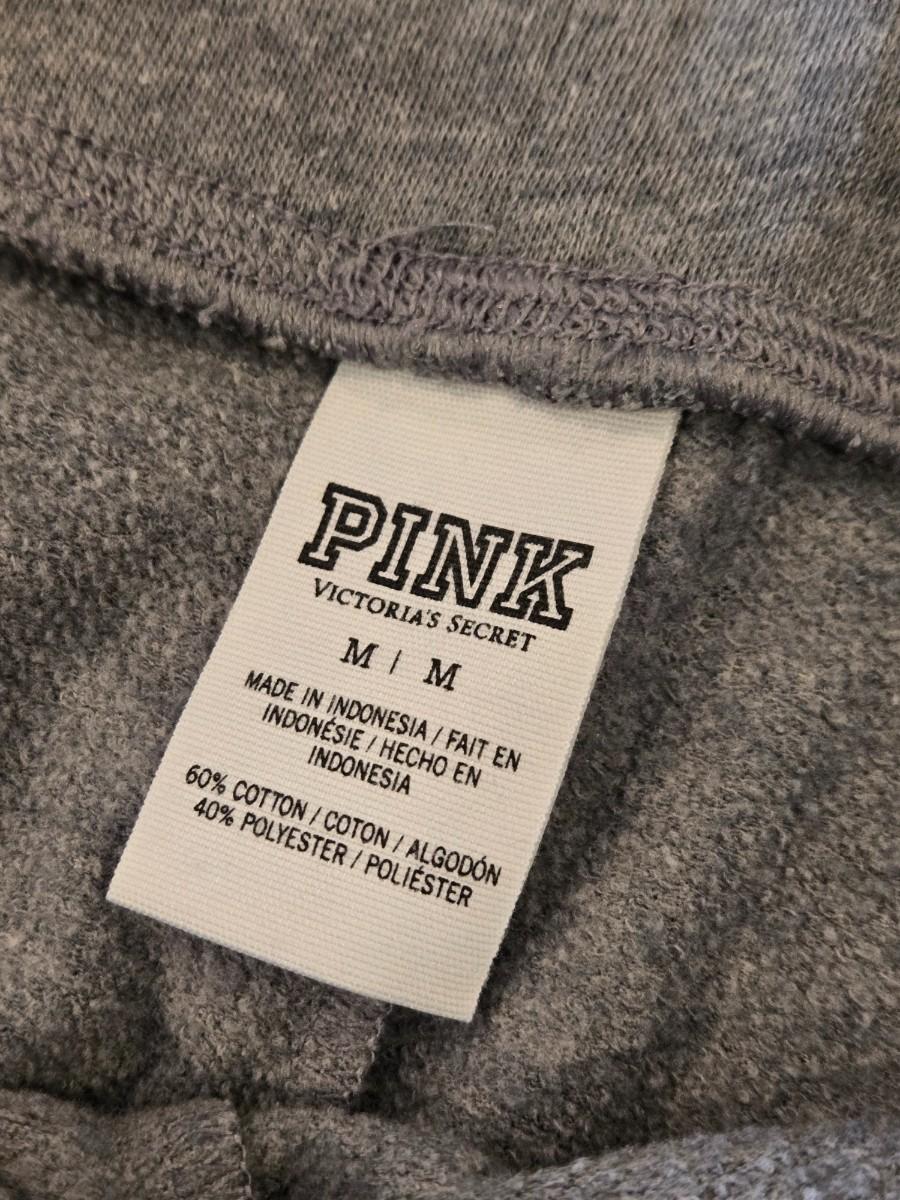 PINK
VICTORIA'S SECRET
M | M
MADE IN INDONESIA / FAIT EN
INDONÉSIE / HECHO EN
INDONESIA
60% COTTON / COTON / ALGODÓN
40% POLYESTER / POLIÉSTER